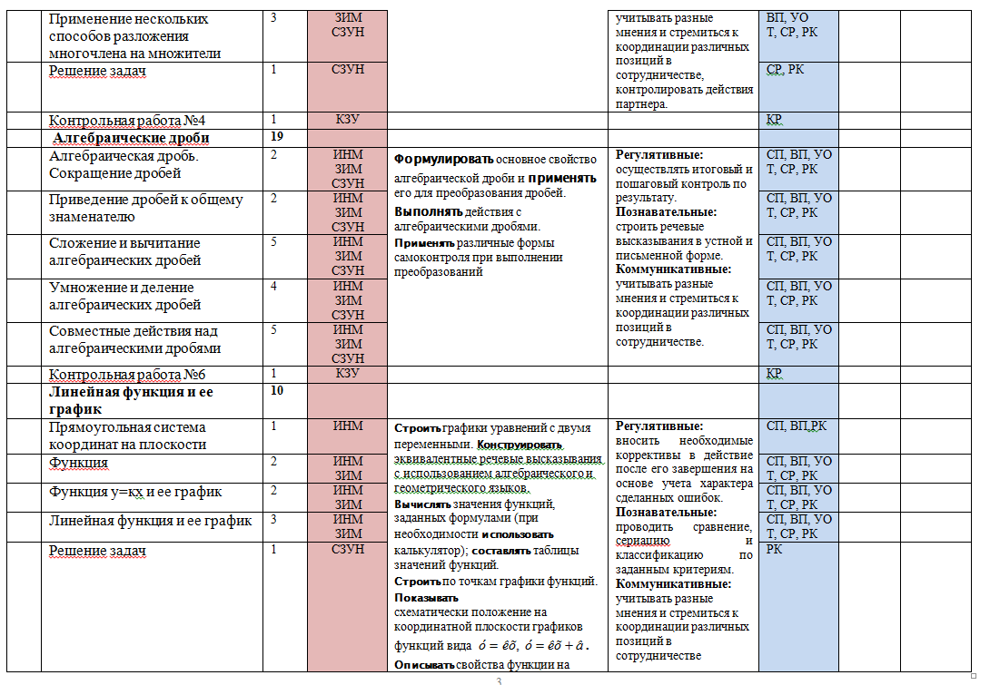 Применение нескольких
способов разложения
многочлена на множители
3
ЗИМ
СЗУН
учитывать разные
мнения и стремиться к
координации различных
позиций в
сотрудничестве,
контролировать действия
партнера.
ВП, УО
Т, СР, РК
Решение задач
1
СЗУН
СР, РК
Контрольная работа №4
1
КЗУ
КР
Алгебраические дроби
19
Алгебраическая дробь.
Сокращение дробей
2
ИНМ
ЗИМ
СЗУН
Формулировать основное свойство
алгебраической дроби и применять
его для преобразования дробей.
Выполнять действия с
алгебраическими дробями.
Применять различные формы
самоконтроля при выполнении
преобразований
Регулятивные:
осуществлять итоговый и
пошаговый контроль по
результату.
Познавательные:
строить речевые
высказывания в устной и
письменной форме.
Коммуникативные:
учитывать разные
мнения и стремиться к
координации различных
позиций в
сотрудничестве.
СП, ВП, УО
Т, СР, РК
Приведение дробей к общему
знаменателю
2
ИНМ
ЗИМ
СЗУН
СП, ВП, УО
Т, СР, РК
Сложение и вычитание
алгебраических дробей
5
ИНМ
ЗИМ
СЗУН
СП, ВП, УО
Т, СР, РК
Умножение и деление
алгебраических дробей
4
ИНМ
ЗИМ
СЗУН
СП, ВП, УО
Т, СР, РК
Совместные действия над
алгебраическими дробями
5
ИНМ
ЗИМ
СЗУН
СП, ВП, УО
Т, СР, РК
Контрольная работа №6
1
КЗУ
КР
Линейная функция и ее
график
10
Прямоугольная система
координат на плоскости
1
ИНМ
Строить графики уравнений с двумя
переменными. Конструировать
эквивалентные речевые высказывания
с использованием алгебраического и
геометрического языков.
Вычислять значения функций,
заданных формулами (при
необходимости использовать
калькулятор); составлять таблицы
значений функций.
Строить по точкам графики функций.
Показывать
схематически положение на
координатной плоскости графиков
функций вида ó = êõ, ó = êõ + â.
Описывать свойства функции на
Регулятивные:
вносить необходимые
коррективы в действие
после его завершения на
основе учета характера
сделанных ошибок.
Познавательные:
проводить сравнение,
сериацию и
классификацию по
заданным критериям.
Коммуникативные:
учитывать разные
мнения и стремиться к
координации различных
позиций в
сотрудничестве
СП, ВП,РК
Функция
2
ИНМ
ЗИМ
СП, ВП, УО
Т, СР, РК
Функция у=кх и ее график
2
ИНМ
ЗИМ
СП, ВП, УО
Т, СР, РК
Линейная функция и ее график
3
ИНМ
ЗИМ
СП, ВП, УО
Т, СР, РК
Решение задач
1
СЗУН
РК
3